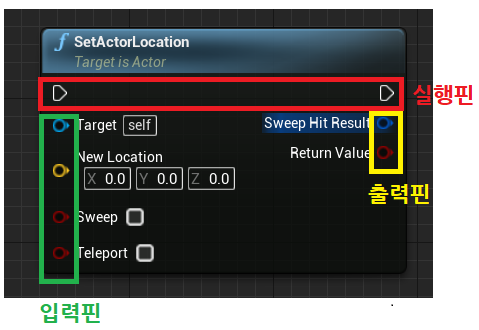 f SetActorLocation
Target is Actor
실행핀
Target self Sweep Hit Result
New Location Return Value
X 0.0 Y 0.0 Z 0.0
출력핀
Sweep
Teleport
입력핀